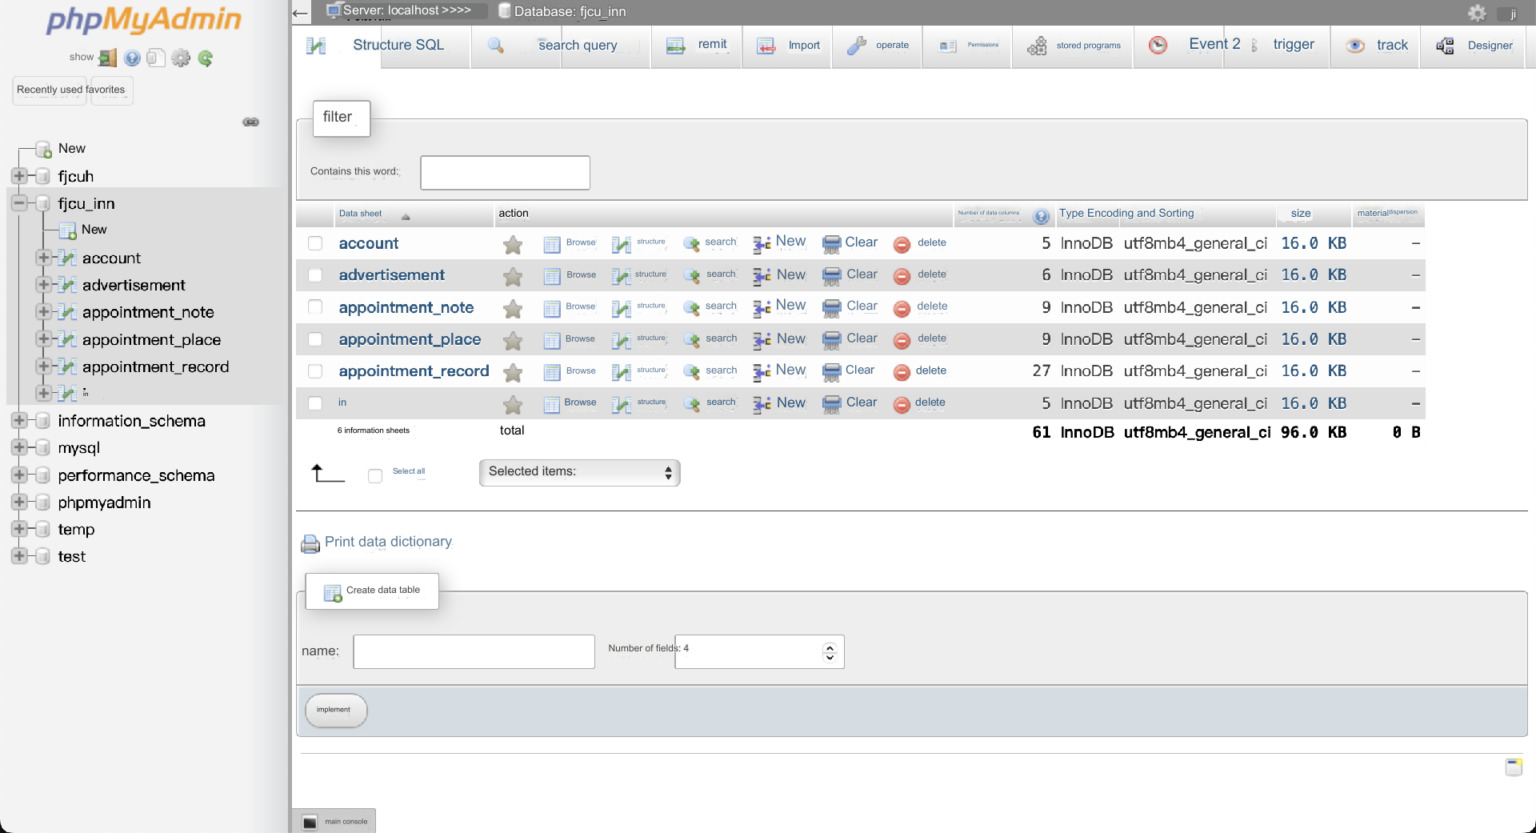 phpMyAdmin
show
Recently used favorites
New
fjcuh
fjcu_inn
New
account
advertisement
appointment_note
appointment_place
appointment_record
information_schema
mysql
performance_schema
phpmyadmin
temp
test
Server: localhost >>>> Database: fjcu_inn
Structure SQL search query remit Import operate Permissions stored programs Event 2 trigger track Designer
filter
Contains this word:
Data sheet action Number of data columns Type Encoding and Sorting size material dispersion
account Browse structure search New Clear delete 5 InnoDB utf8mb4_general_ci 16.0 KB –
advertisement Browse structure search New Clear delete 6 InnoDB utf8mb4_general_ci 16.0 KB –
appointment_note Browse structure search New Clear delete 9 InnoDB utf8mb4_general_ci 16.0 KB –
appointment_place Browse structure search New Clear delete 9 InnoDB utf8mb4_general_ci 16.0 KB –
appointment_record Browse structure search New Clear delete 27 InnoDB utf8mb4_general_ci 16.0 KB –
in Browse structure search New Clear delete 5 InnoDB utf8mb4_general_ci 16.0 KB –
6 information sheets total 61 InnoDB utf8mb4_general_ci 96.0 KB 0 B
Select all Selected items:
Print data dictionary
Create data table
name: Number of fields: 4
implement
main console